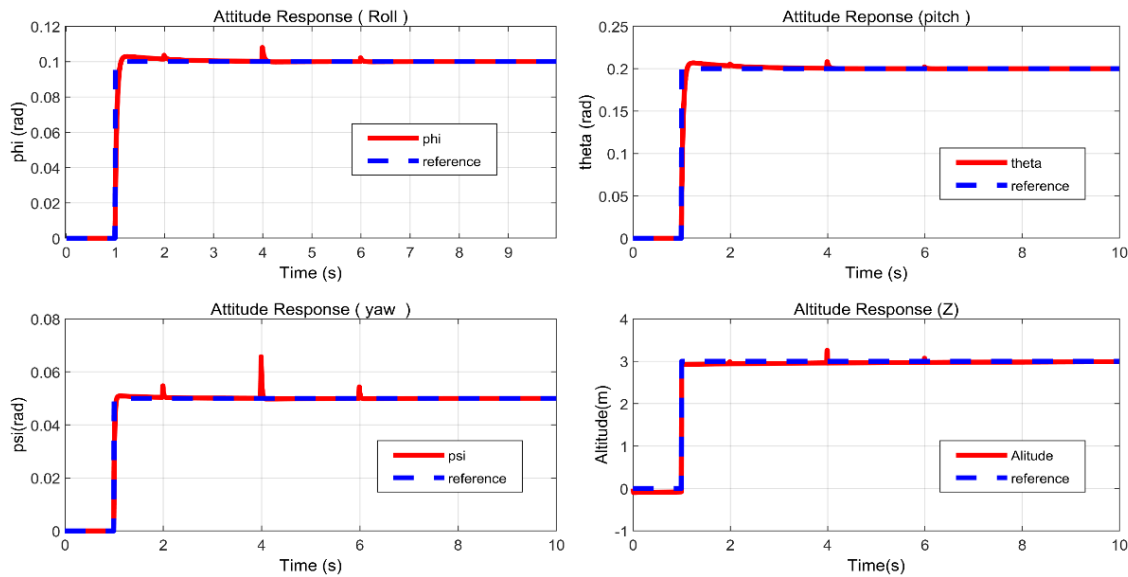 Attitude Response ( Roll )
0.12
0.1
0.08
0.06
0.04
0.02
0
phi (rad)
phi
reference
0 1 2 3 4 5 6 7 8 9
Time (s)
Attitude Reponse (pitch )
0.25
0.20
0.15
0.10
0.05
0
theta (rad)
theta
reference
0 2 4 6 8 10
Time (s)
Attitude Response ( yaw )
0.08
0.06
0.04
0.02
0
psi(rad)
psi
reference
0 2 4 6 8 10
Time (s)
Altitude Response (Z)
4
3
2
1
0
-1
Altitude(m)
Alitude
reference
0 2 4 6 8 10
Time(s)